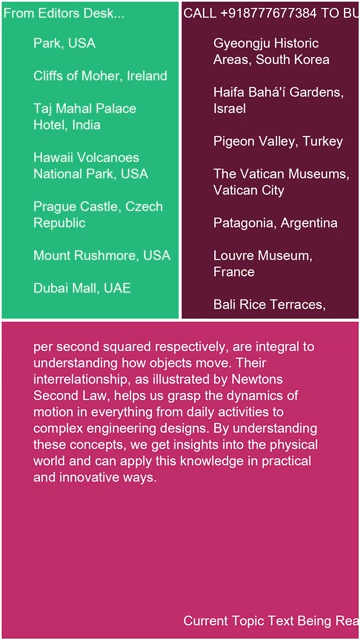 From Editors Desk...
Park, USA
Cliffs of Moher, Ireland
Taj Mahal Palace
Hotel, India
Hawaii Volcanoes
National Park, USA
Prague Castle, Czech
Republic
Mount Rushmore, USA
Dubai Mall, UAE
CALL +918777677384 TO BU
Gyeongju Historic
Areas, South Korea
Haifa Bahá'í Gardens,
Israel
Pigeon Valley, Turkey
The Vatican Museums,
Vatican City
Patagonia, Argentina
Louvre Museum,
France
Bali Rice Terraces,
per second squared respectively, are integral to
understanding how objects move. Their
interrelationship, as illustrated by Newtons
Second Law, helps us grasp the dynamics of
motion in everything from daily activities to
complex engineering designs. By understanding
these concepts, we get insights into the physical
world and can apply this knowledge in practical
and innovative ways.
Current Topic Text Being Rea